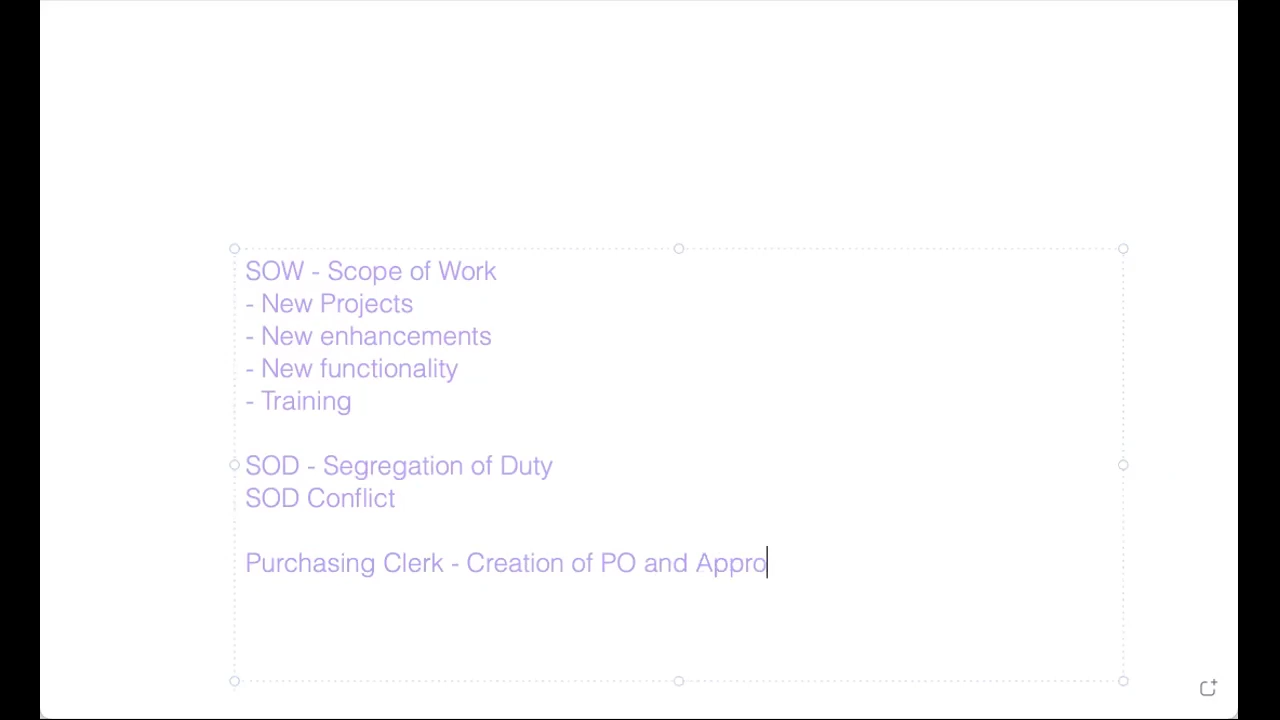 SOW - Scope of Work
- New Projects
- New enhancements
- New functionality
- Training
SOD - Segregation of Duty
SOD Conflict
Purchasing Clerk - Creation of PO and Appro